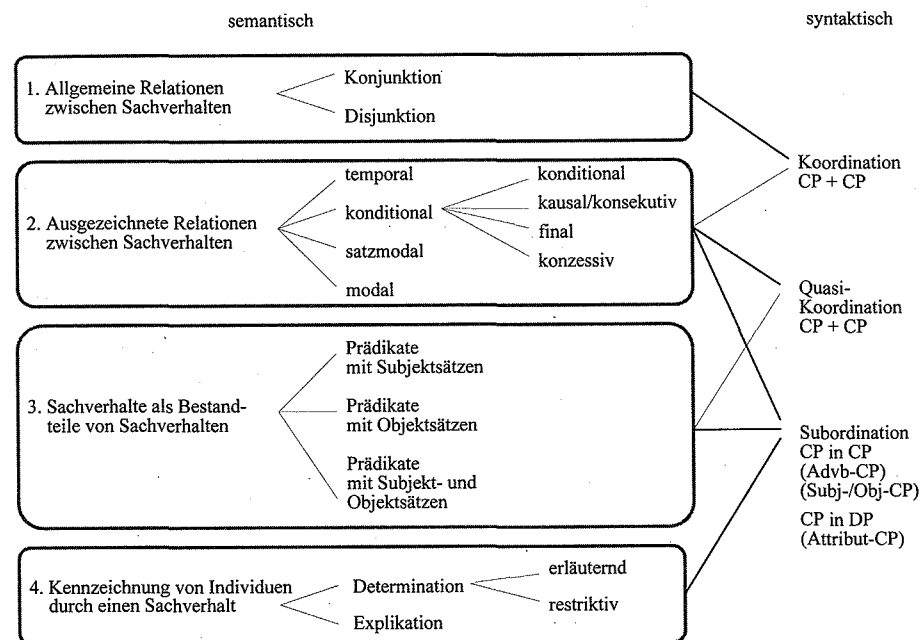 semantisch
syntaktisch
1. Allgemeine Relationen
zwischen Sachverhalten
Konjunktion
Disjunktion
2. Ausgezeichnete Relationen
zwischen Sachverhalten
temporal
konditional
satzmodal
modal
konditional
kausal/konsekutiv
final
konzessiv
3. Sachverhalte als Bestand-
teile von Sachverhalten
Prädikate
mit Subjektsätzen
Prädikate
mit Objektsätzen
Prädikate
mit Subjekt- und
Objektsätzen
4. Kennzeichnung von Individuen
durch einen Sachverhalt
Determination
Explikation
erläuternd
restriktiv
Koordination
CP + CP
Quasi-
Koordination
CP + CP
Subordination
CP in CP
(Advb-CP)
(Subj-/Obj-CP)
CP in DP
(Attribut-CP)